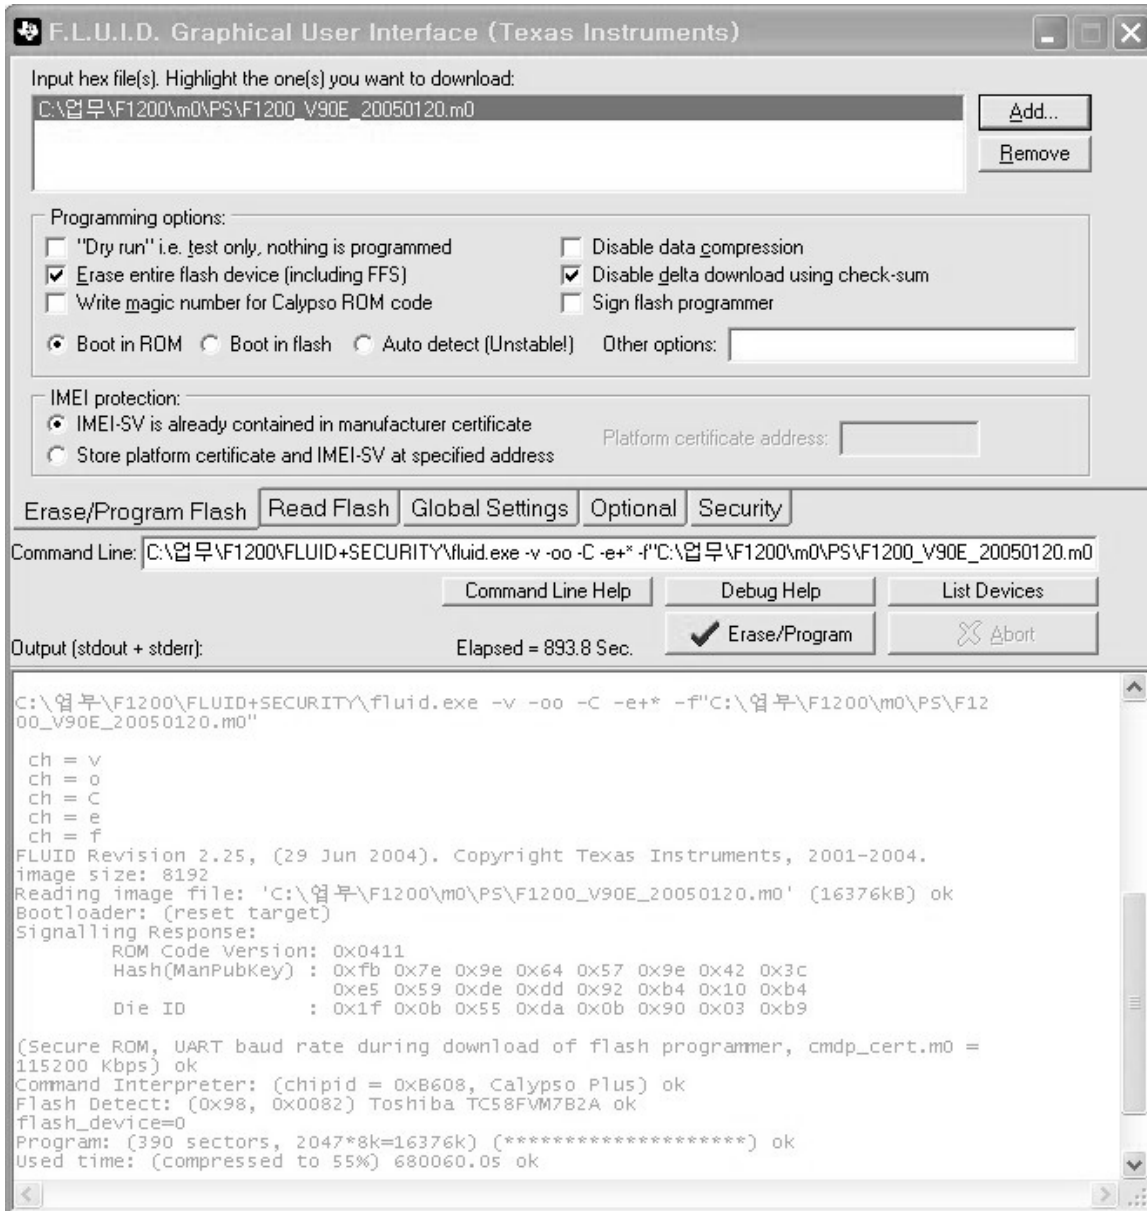 F.L.U.I.D. Graphical User Interface (Texas Instruments)
Input hex file(s). Highlight the one(s) you want to download:
C:\업무\F1200\m0\PS\F1200_V90E_20050120.m0
Add...
Remove
Programming options:
"Dry run" i.e. test only, nothing is programmed
Disable data compression
Erase entire flash device (including FFS)
Disable delta download using check-sum
Write magic number for Calypso ROM code
Sign flash programmer
Boot in ROM
Boot in flash
Auto detect (Unstable!)
Other options:
IMEI protection:
IMEI-SV is already contained in manufacturer certificate
Platform certificate address:
Store platform certificate and IMEI-SV at specified address
Erase/Program Flash
Read Flash
Global Settings
Optional
Security
Command Line: C:\업무\F1200\FLUID+SECURITY\fluid.exe -v -oo -C -e+* -f"C:\업무\F1200\m0\PS\F1200_V90E_20050120.m0
Command Line Help
Debug Help
List Devices
Output (stdout + stderr):
Elapsed = 893.8 Sec.
Erase/Program
Abort
C:\업무\F1200\FLUID+SECURITY\fluid.exe -v -oo -C -e+* -f"C:\업무\F1200\m0\PS\F12
00_V90E_20050120.m0"
ch = v
ch = o
ch = C
ch = e
ch = f
FLUID Revision 2.25, (29 Jun 2004). Copyright Texas Instruments, 2001-2004.
image size: 8192
Reading image file: 'C:\업무\F1200\m0\PS\F1200_V90E_20050120.m0' (16376kB) ok
Bootloader: (reset target)
Signalling Response:
ROM Code Version: 0x0411
Hash(ManPubKey) : 0xfb 0x7e 0x9e 0x64 0x57 0x9e 0x42 0x3c
0xe5 0x59 0xde 0xdd 0x92 0xb4 0x10 0xb4
Die ID : 0x1f 0x0b 0x55 0xda 0x0b 0x90 0x03 0xb9
(Secure ROM, UART baud rate during download of flash programmer, cmdp_cert.m0 =
115200 Kbps) ok
Command Interpreter: (chipid = 0xB608, Calypso Plus) ok
Flash Detect: (0x98, 0x0082) Toshiba TC58FVM7B2A ok
flash_device=0
Program: (390 sectors, 2047*8k=16376k) (********************) ok
Used time: (compressed to 55%) 680060.0s ok